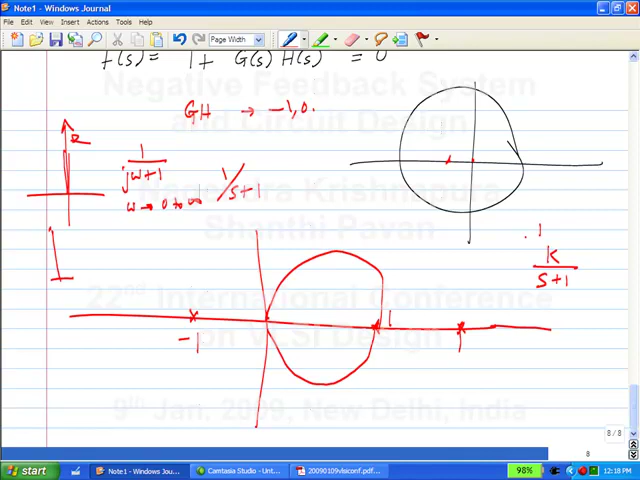 Note1 - Windows Journal
File Edit View Insert Actions Tools Help
Page Width
F(s) = 1 + G(s) H(s) = 0
Negative Feedback System
and Circuit Design
GH → -1,0.
1
jω+1
1/s+1
ω → 0 to ∞
Krishnapura
Shanthi Pavan
1
K
s+1
22nd International Conference
on VLSI Design
-1
1
1
9th Jan. 2009, New Delhi, India
8/8
8
start
Note1 - Windows Jou...
Camtasia Studio - Unt...
20090109vlsiconf.pdf...
98%
12:18 PM